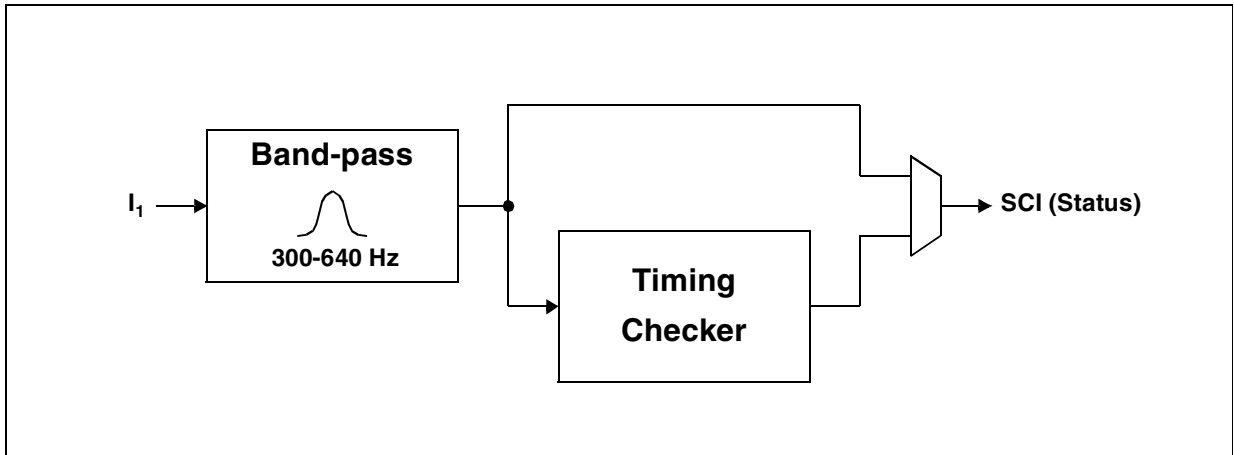 Band-pass
I₁
300-640 Hz
SCI (Status)
Timing
Checker